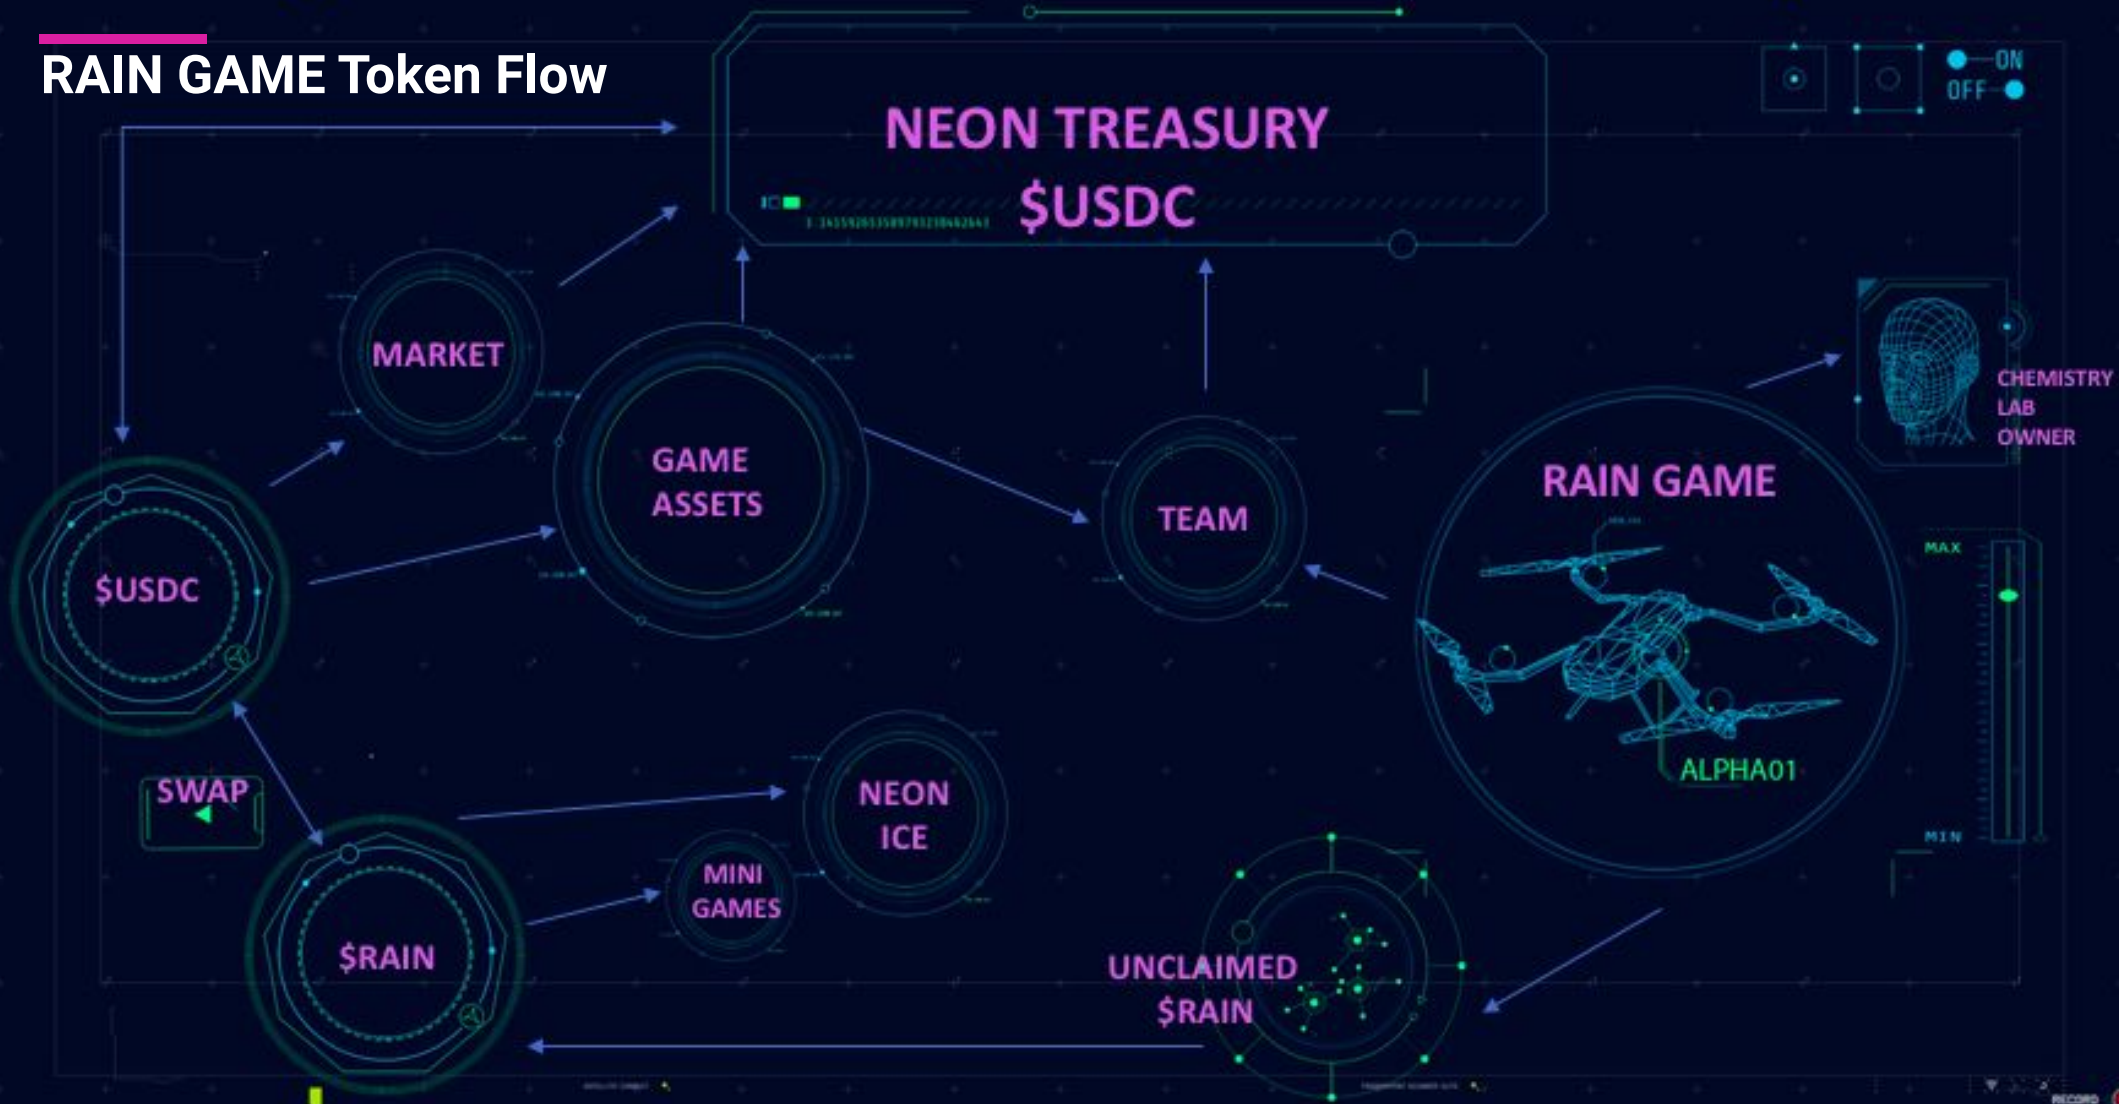 RAIN GAME Token Flow
ON
OFF
NEON TREASURY
$USDC
MARKET
CHEMISTRY
LAB
OWNER
GAME
ASSETS
TEAM
RAIN GAME
MAX
$USDC
ALPHA01
SWAP
NEON
ICE
MIN
MINI
GAMES
$RAIN
UNCLAIMED
$RAIN
RECORD